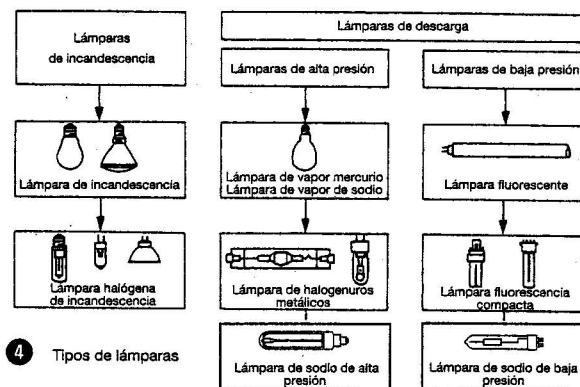 Lámparas
de incandescencia
Lámparas de descarga
Lámparas de alta presión
Lámparas de baja presión
Lámpara de incandescencia
Lámpara de vapor mercurio
Lámpara de vapor de sodio
Lámpara fluorescente
Lámpara halógena
de incandescencia
Lámpara de halogenuros
metálicos
Lámpara fluorescencia
compacta
Lámpara de sodio de alta
presión
Lámpara de sodio de baja
presión
4 Tipos de lámparas